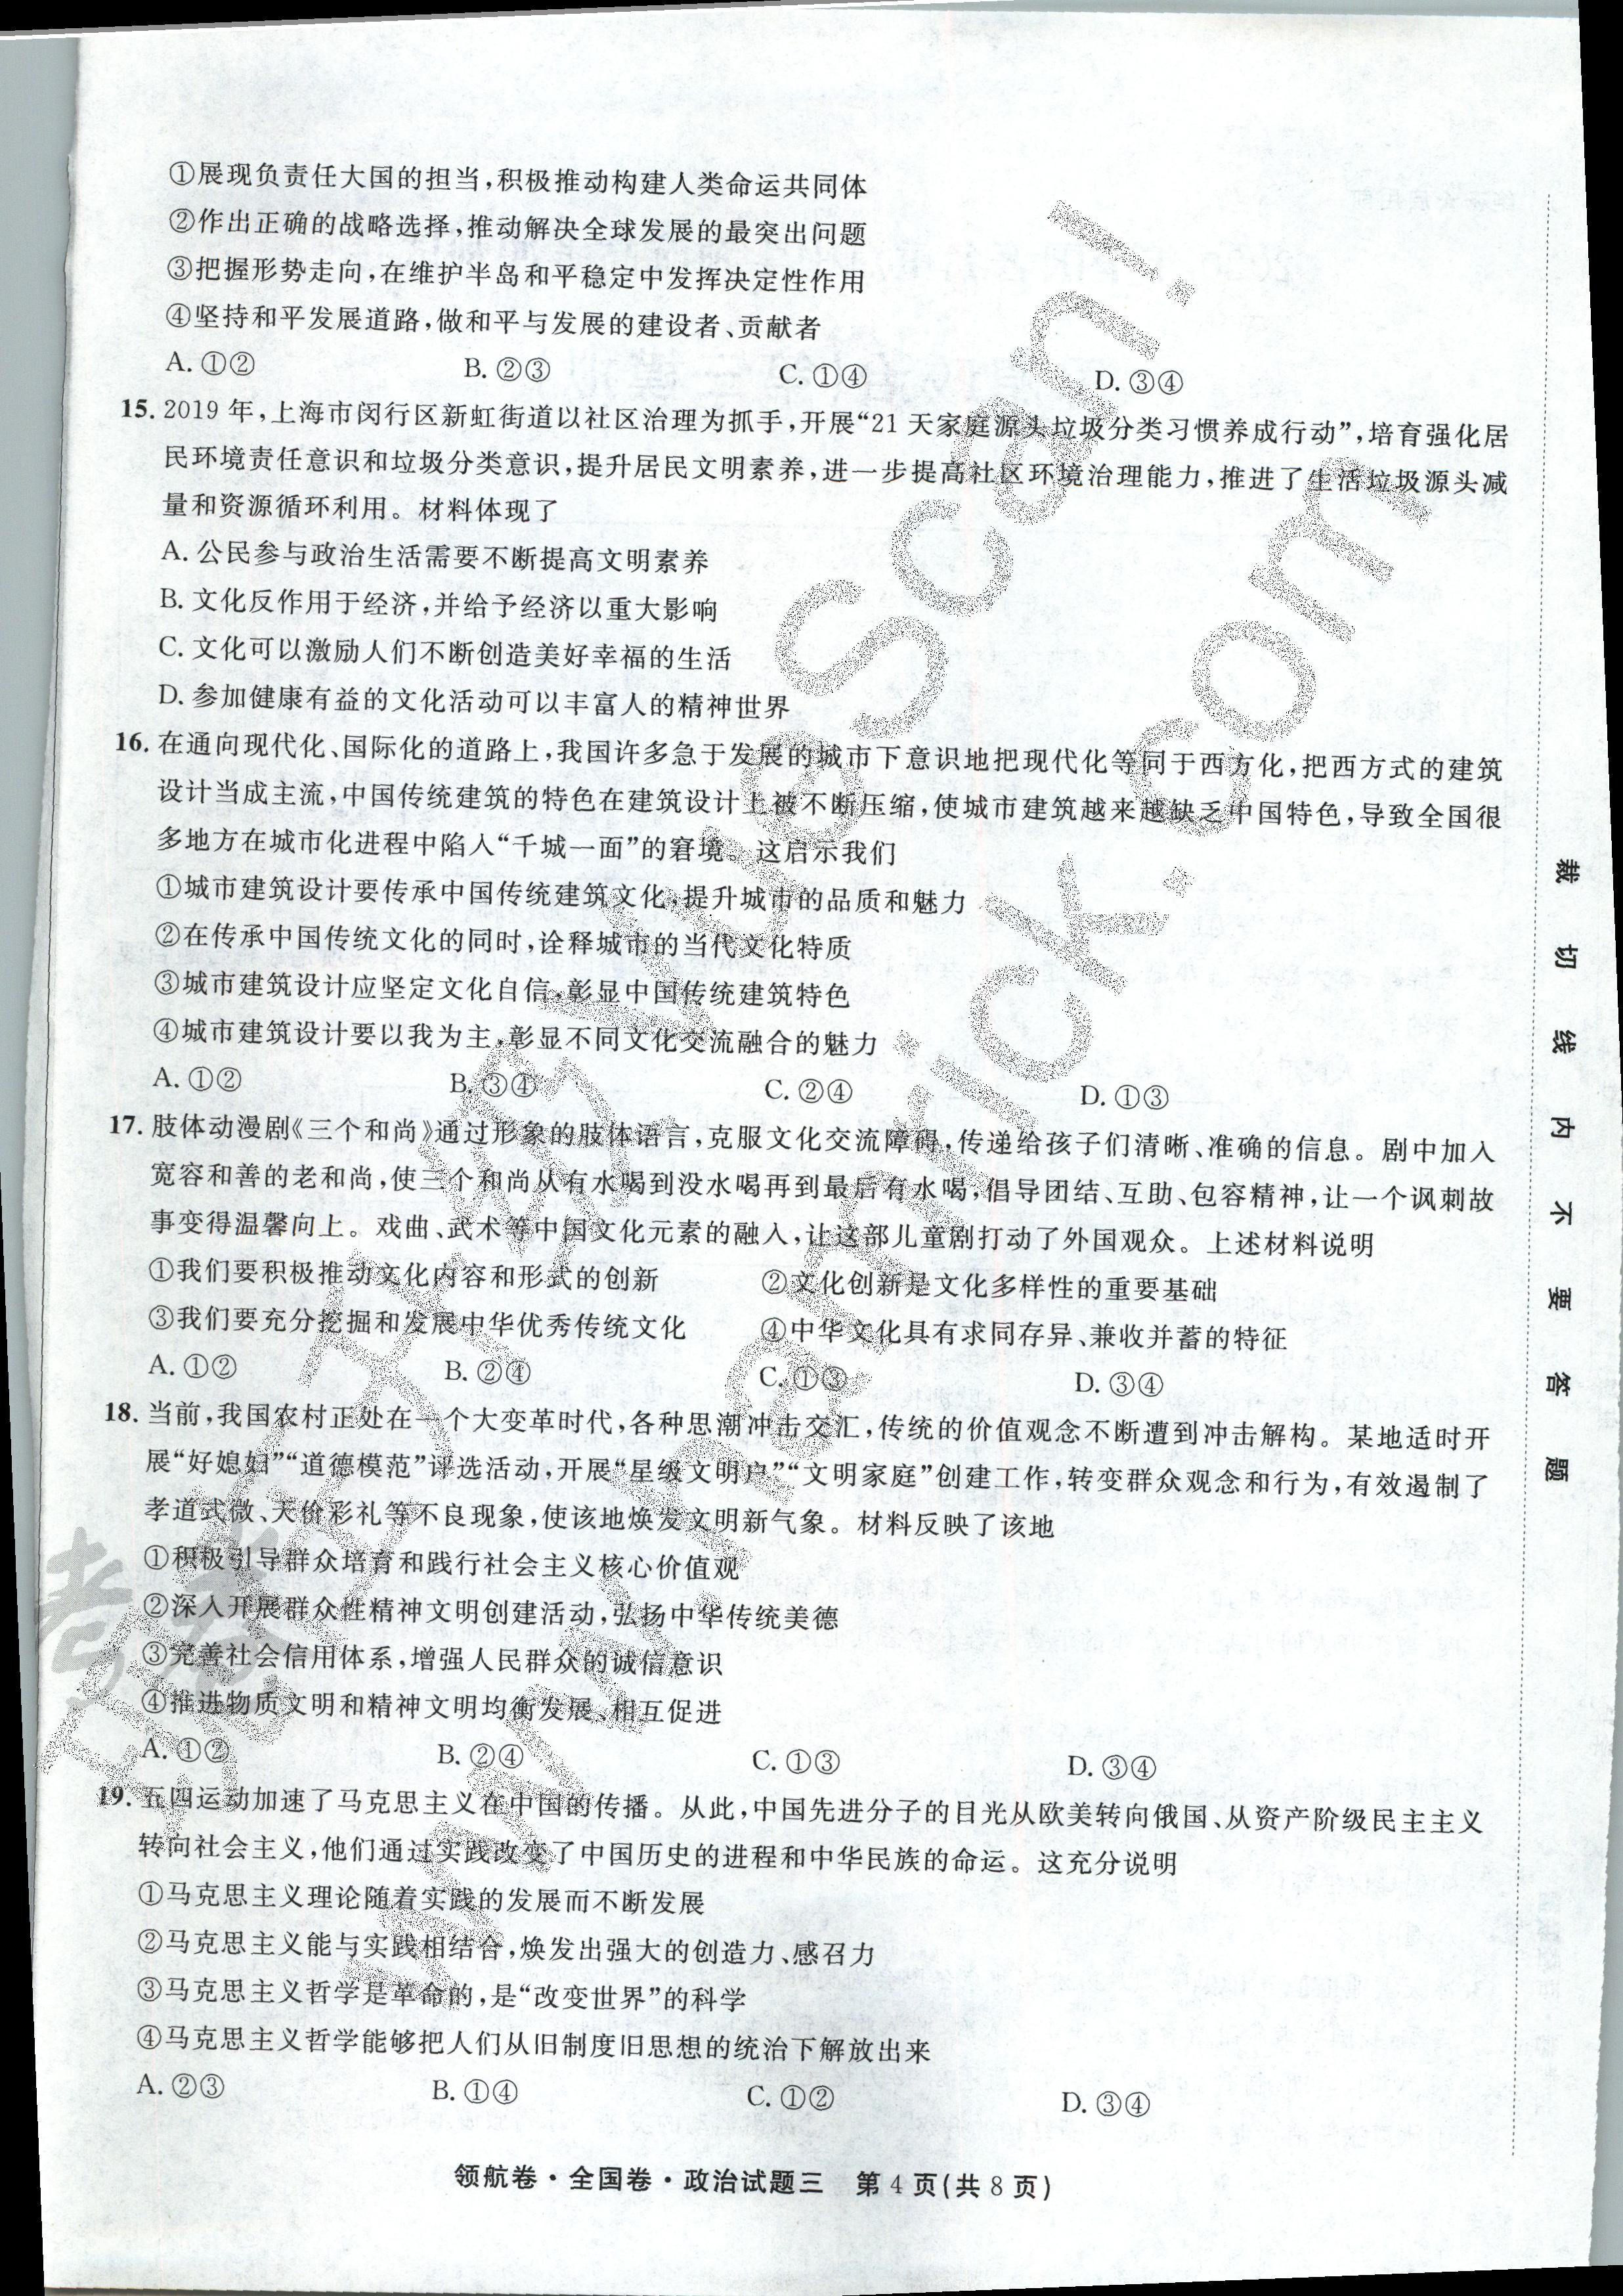 ①展现负责任大国的担当,积极推动构建人类命运共同体
②作出正确的战略选择,推动解决全球发展的最突出问题
③把握形势走向,在维护半岛和平稳定中发挥决定性作用
④坚持和平发展道路,做和平与发展的建设者、贡献者
A. ①② B. ②③ C. ①④ D. ③④
15. 2019 年,上海市闵行区新虹街道以社区治理为抓手,开展“21 天家庭源头垃圾分类习惯养成行动”,培育强化居
民环境责任意识和垃圾分类意识,提升居民文明素养,进一步提高社区环境治理能力,推进了生活垃圾源头减
量和资源循环利用。材料体现了
A. 公民参与政治生活需要不断提高文明素养
B. 文化反作用于经济,并给予经济以重大影响
C. 文化可以激励人们不断创造美好幸福的生活
D. 参加健康有益的文化活动可以丰富人的精神世界
16. 在通向现代化、国际化的道路上,我国许多急于发展的城市下意识地把现代化等同于西方化,把西方式的建筑
设计当成主流,中国传统建筑的特色在建筑设计上被不断压缩,使城市建筑越来越缺乏中国特色,导致全国很
多地方在城市化进程中陷入“千城一面”的窘境。这启示我们
①城市建筑设计要传承中国传统建筑文化,提升城市的品质和魅力
②在传承中国传统文化的同时,诠释城市的当代文化特质
③城市建筑设计应坚定文化自信,彰显中国传统建筑特色
④城市建筑设计要以我为主,彰显不同文化交流融合的魅力
A. ①② B. ③④ C. ②④ D. ①③
17. 肢体动漫剧《三个和尚》通过形象的肢体语言,克服文化交流障碍,传递给孩子们清晰、准确的信息。剧中加入
宽容和善的老和尚,使三个和尚从有水喝到没水喝再到最后有水喝,倡导团结、互助、包容精神,让一个讽刺故
事变得温馨向上。戏曲、武术等中国文化元素的融入,让这部儿童剧打动了外国观众。上述材料说明
①我们要积极推动文化内容和形式的创新 ②文化创新是文化多样性的重要基础
③我们要充分挖掘和发展中华优秀传统文化 ④中华文化具有求同存异、兼收并蓄的特征
A. ①② B. ②④ C. ①③ D. ③④
18. 当前,我国农村正处在一个大变革时代,各种思潮冲击交汇,传统的价值观念不断遭到冲击解构。某地适时开
展“好媳妇”“道德模范”评选活动,开展“星级文明户”“文明家庭”创建工作,转变群众观念和行为,有效遏制了
孝道式微、天价彩礼等不良现象,使该地焕发文明新气象。材料反映了该地
①积极引导群众培育和践行社会主义核心价值观
②深入开展群众性精神文明创建活动,弘扬中华传统美德
③完善社会信用体系,增强人民群众的诚信意识
④推进物质文明和精神文明均衡发展、相互促进
A. ①② B. ②④ C. ①③ D. ③④
19. 五四运动加速了马克思主义在中国的传播。从此,中国先进分子的目光从欧美转向俄国、从资产阶级民主主义
转向社会主义,他们通过实践改变了中国历史的进程和中华民族的命运。这充分说明
①马克思主义理论随着实践的发展而不断发展
②马克思主义能与实践相结合,焕发出强大的创造力、感召力
③马克思主义哲学是革命的,是“改变世界”的科学
④马克思主义哲学能够把人们从旧制度旧思想的统治下解放出来
A. ②③ B. ①④ C. ①② D. ③④
领航卷·全国卷·政治试题三 第 4 页(共 8 页)
裁切线内不要答题